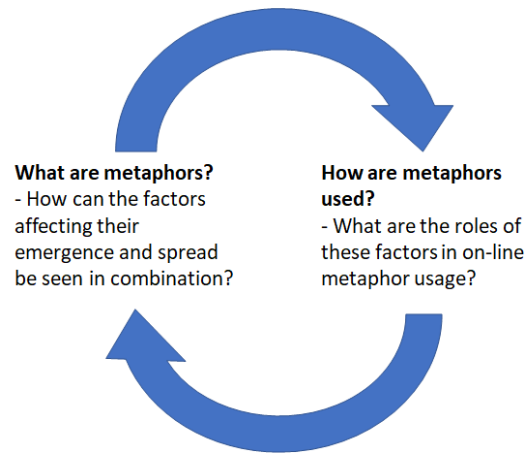 What are metaphors?
- How can the factors
affecting their
emergence and spread
be seen in combination?
How are metaphors
used?
- What are the roles of
these factors in on-line
metaphor usage?